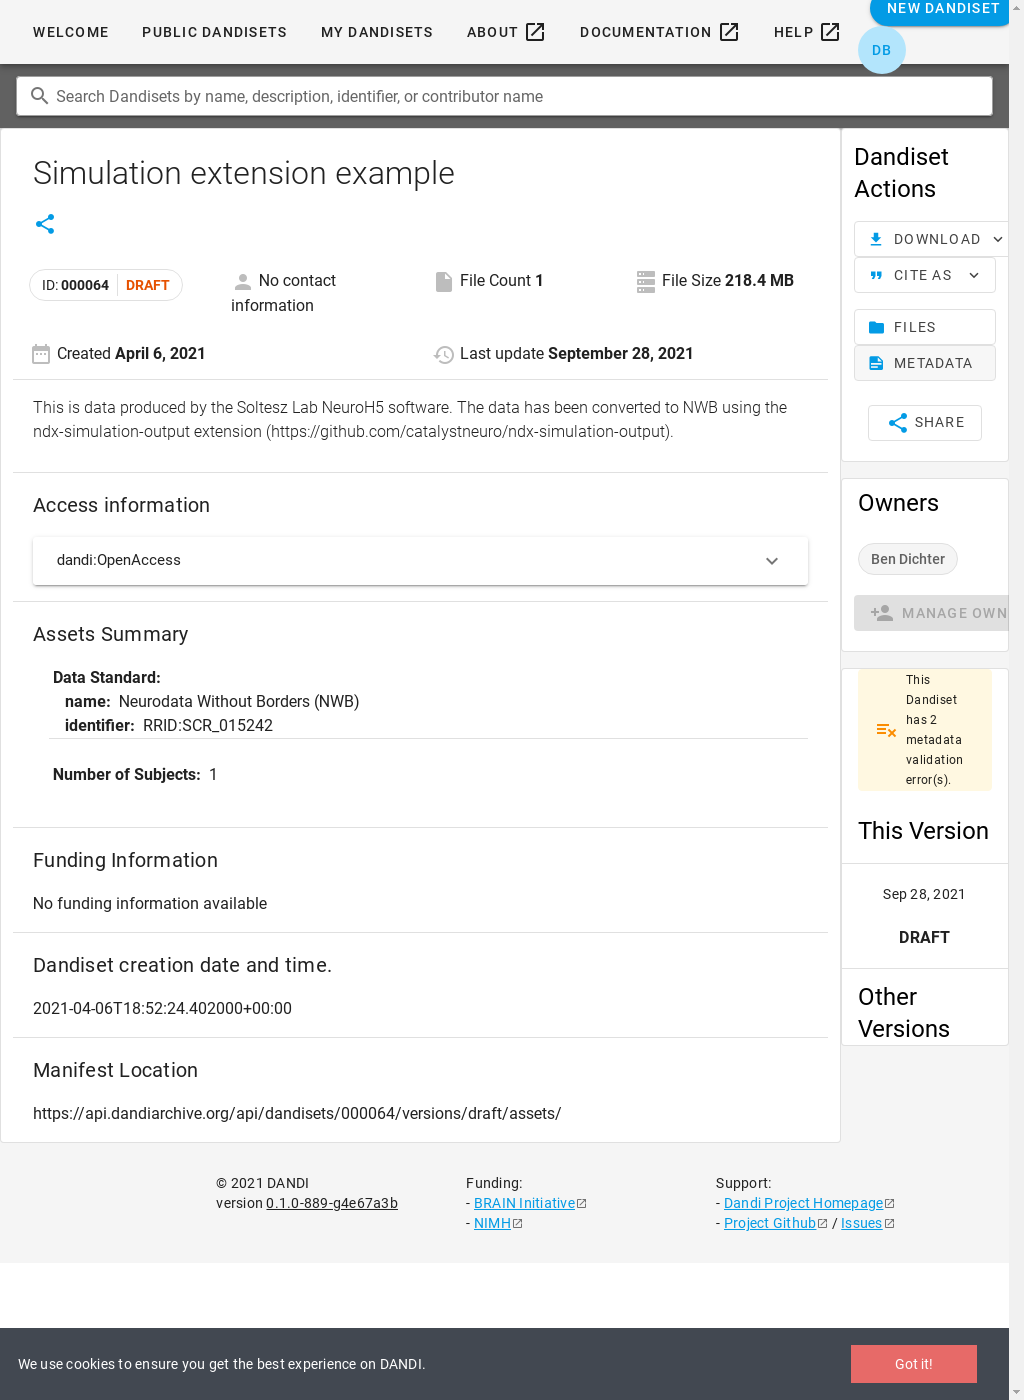 WELCOME
PUBLIC DANDISETS
MY DANDISETS
ABOUT
DOCUMENTATION
HELP
NEW DANDISET
DB
Search Dandisets by name, description, identifier, or contributor name
Simulation extension example
ID: 000064 DRAFT
No contact
information
File Count 1
File Size 218.4 MB
Created April 6, 2021
Last update September 28, 2021
This is data produced by the Soltesz Lab NeuroH5 software. The data has been converted to NWB using the
ndx-simulation-output extension (https://github.com/catalystneuro/ndx-simulation-output).
Access information
dandi:OpenAccess
Assets Summary
Data Standard:
name: Neurodata Without Borders (NWB)
identifier: RRID:SCR_015242
Number of Subjects: 1
Funding Information
No funding information available
Dandiset creation date and time.
2021-04-06T18:52:24.402000+00:00
Manifest Location
https://api.dandiarchive.org/api/dandisets/000064/versions/draft/assets/
Dandiset
Actions
DOWNLOAD
CITE AS
FILES
METADATA
SHARE
Owners
Ben Dichter
MANAGE OWN
This
Dandiset
has 2
metadata
validation
error(s).
This Version
Sep 28, 2021
DRAFT
Other
Versions
© 2021 DANDI
version 0.1.0-889-g4e67a3b
Funding:
- BRAIN Initiative
- NIMH
Support:
- Dandi Project Homepage
- Project Github / Issues
We use cookies to ensure you get the best experience on DANDI.
Got it!